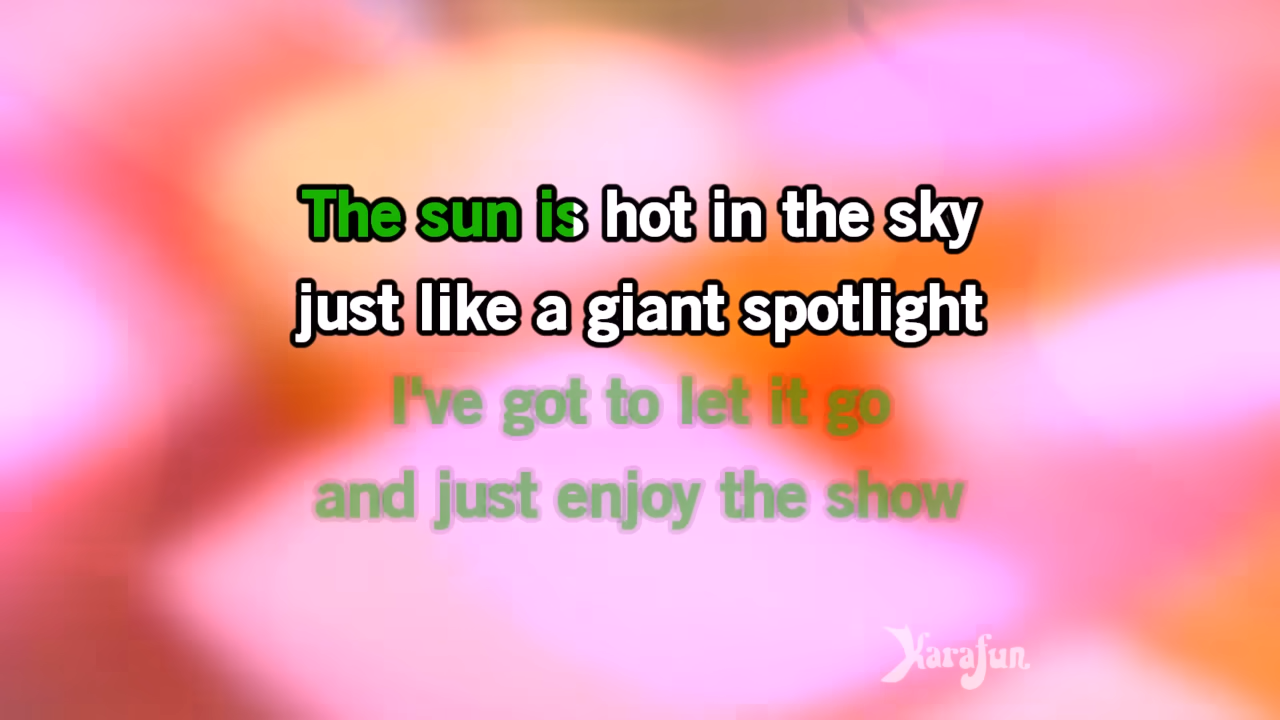 The sun is hot in the sky
just like a giant spotlight
I've got to let it go
and just enjoy the show
Karafun